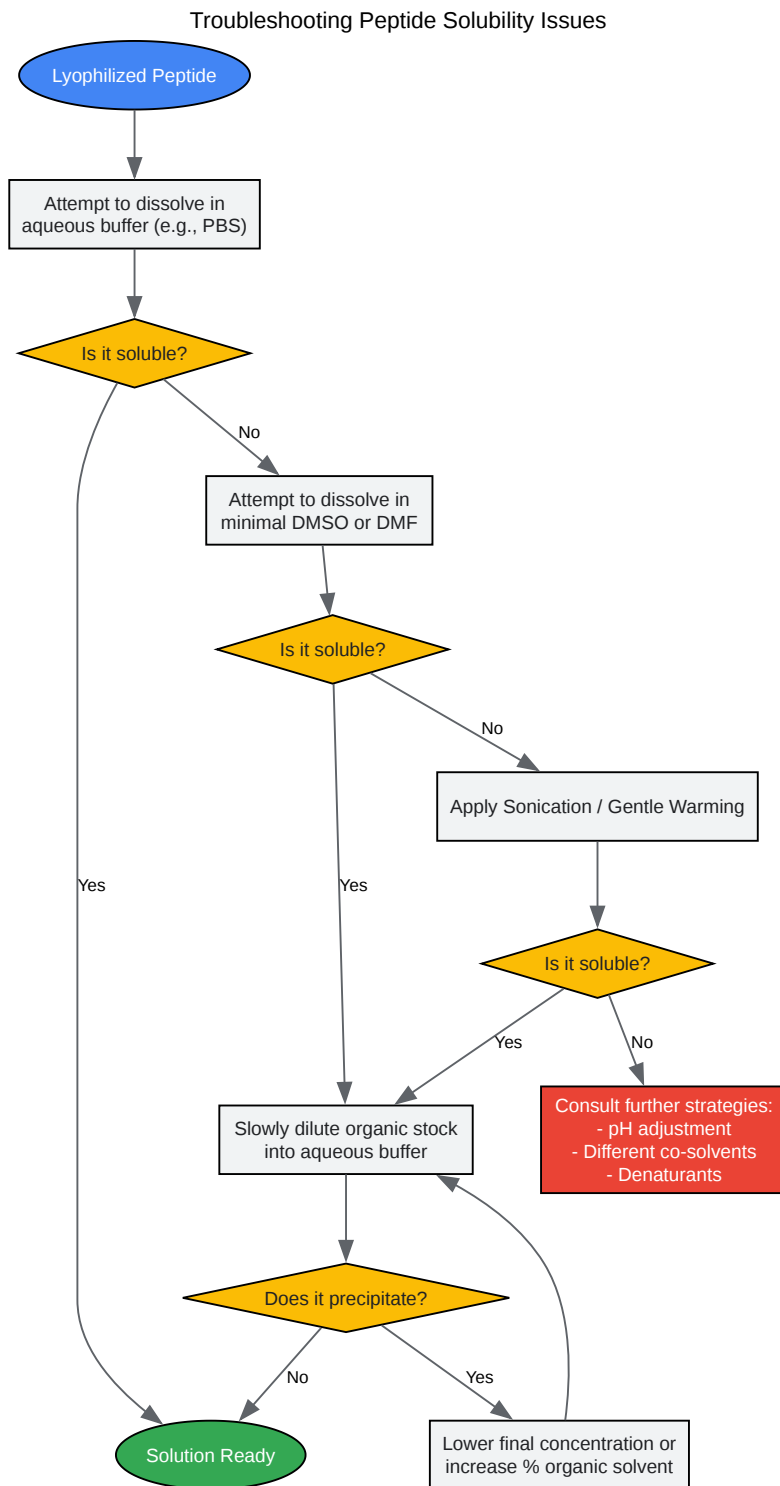 Troubleshooting Peptide Solubility Issues
Lyophilized Peptide
Attempt to dissolve in
aqueous buffer (e.g., PBS)
Is it soluble?
No
Attempt to dissolve in
minimal DMSO or DMF
Is it soluble?
No
Apply Sonication / Gentle Warming
Yes
Yes
Is it soluble?
Yes
No
Slowly dilute organic stock
into aqueous buffer
Consult further strategies:
- pH adjustment
- Different co-solvents
- Denaturants
Does it precipitate?
No
Yes
Solution Ready
Lower final concentration or
increase % organic solvent